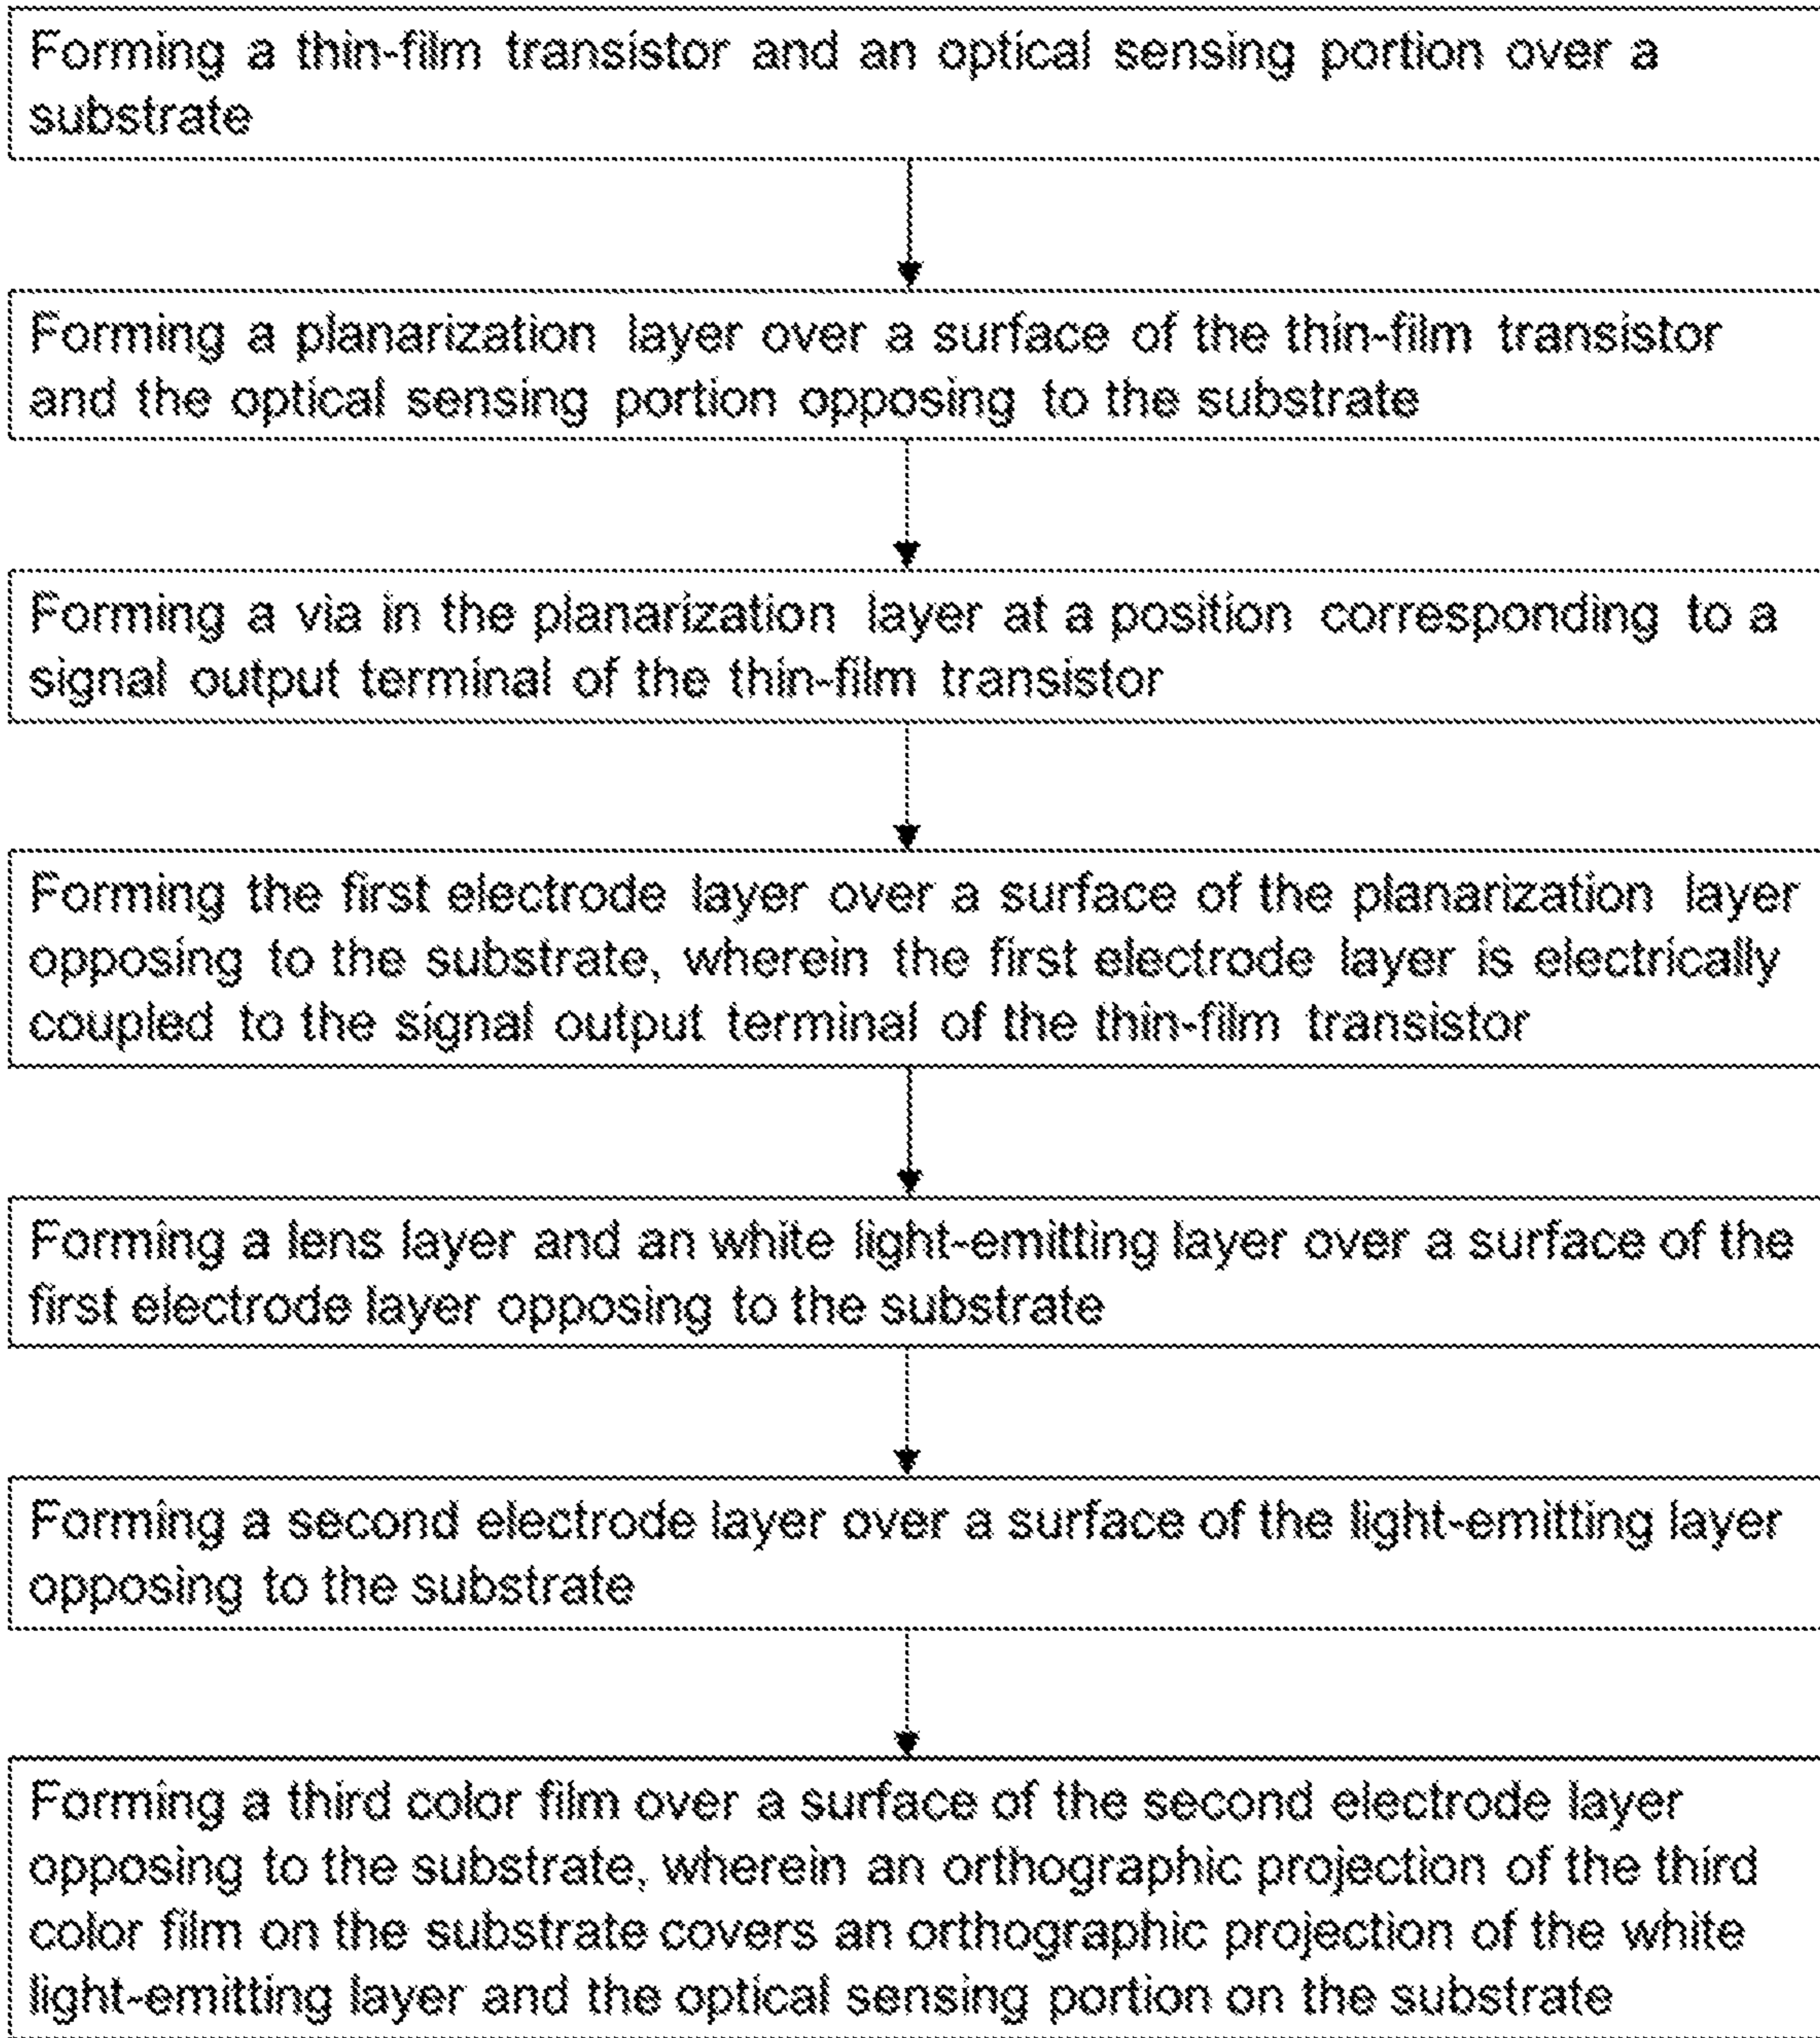 Forming a thin-film transistor and an optical sensing portion over a
substrate
Forming a planarization layer over a surface of the thin-film transistor
and the optical sensing portion opposing to the substrate
Forming a via in the planarization layer at a position corresponding to a
signal output terminal of the thin-film transistor
Forming the first electrode layer over a surface of the planarization layer
opposing to the substrate, wherein the first electrode layer is electrically
coupled to the signal output terminal of the thin-film transistor
Forming a lens layer and an white light-emitting layer over a surface of the
first electrode layer opposing to the substrate
Forming a second electrode layer over a surface of the light-emitting layer
opposing to the substrate
Forming a third color film over a surface of the second electrode layer
opposing to the substrate, wherein an orthographic projection of the third
color film on the substrate covers an orthographic projection of the white
light-emitting layer and the optical sensing portion on the substrate